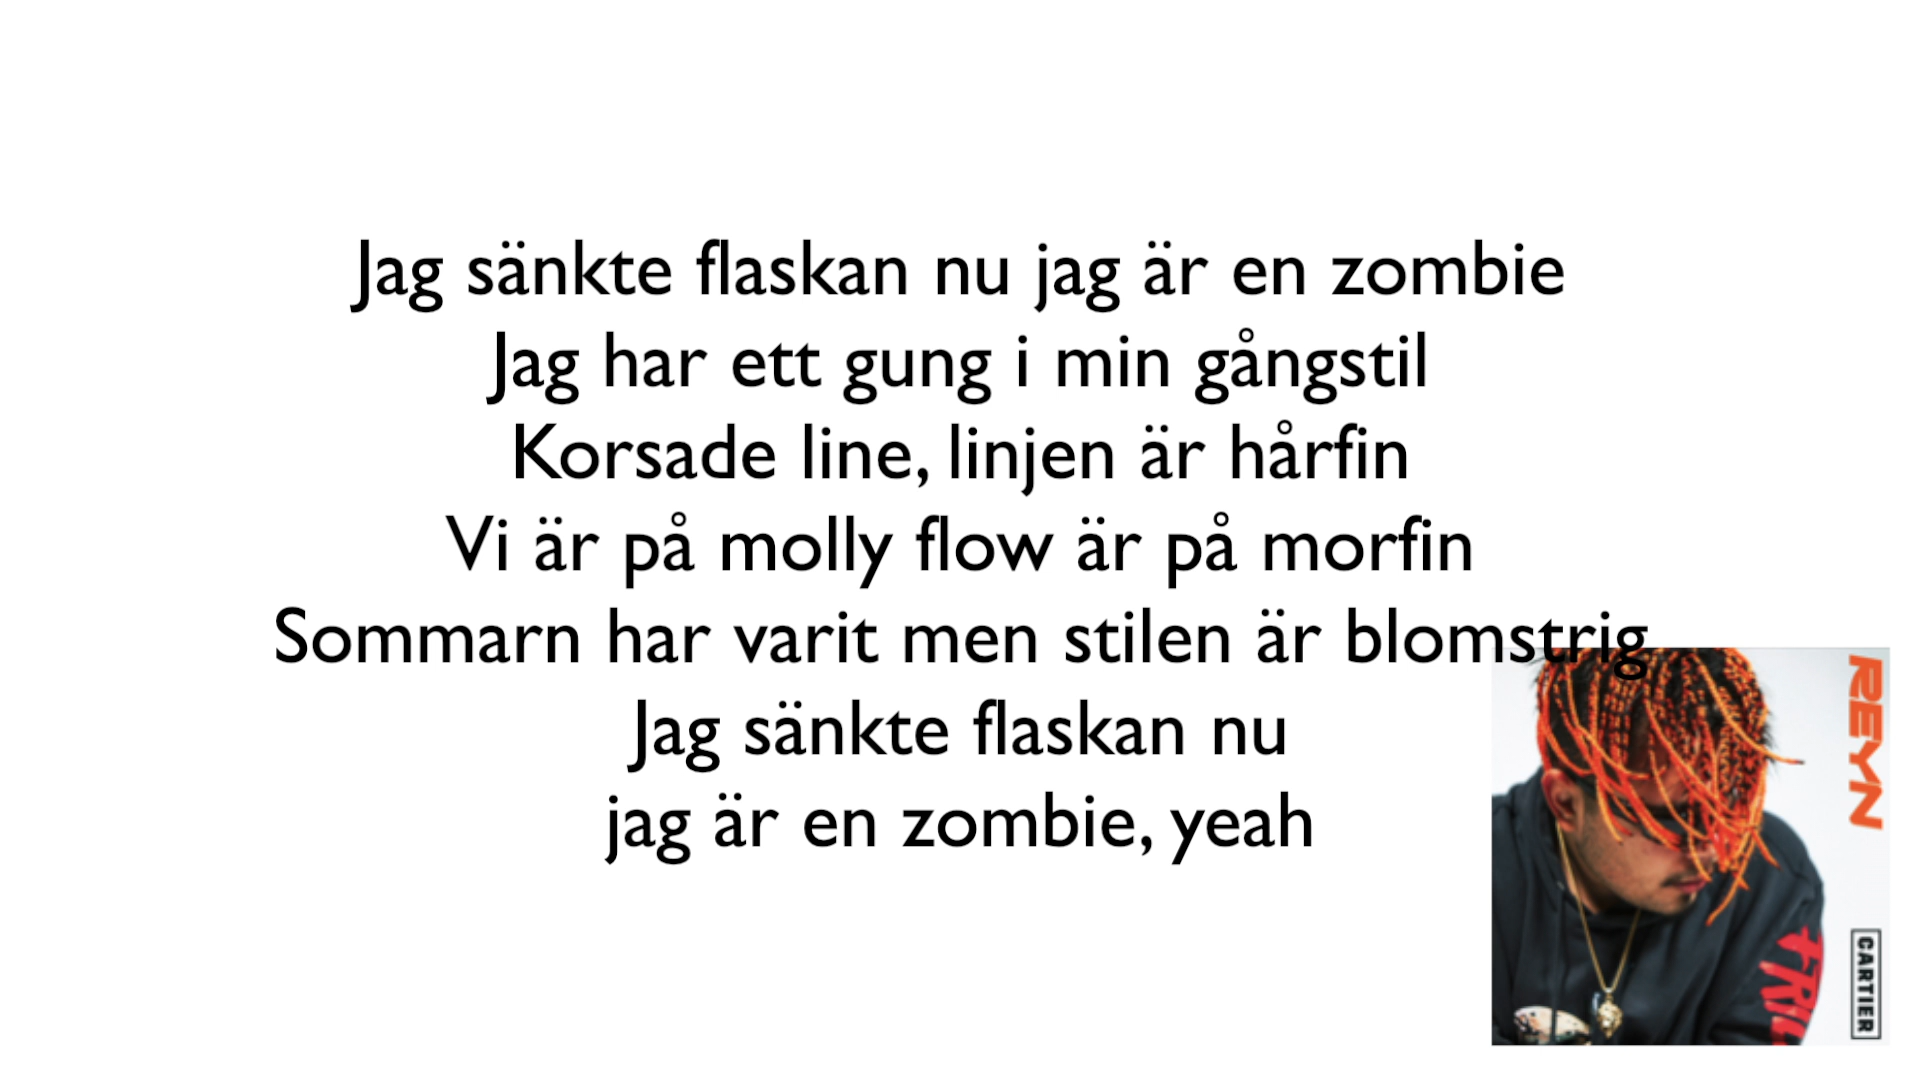 Jag sänkte flaskan nu jag är en zombie
Jag har ett gung i min gångstil
Korsade line, linjen är hårfin
Vi är på molly flow är på morfin
Sommarn har varit men stilen är blomstrig
Jag sänkte flaskan nu
jag är en zombie, yeah
REYN
CARTIER